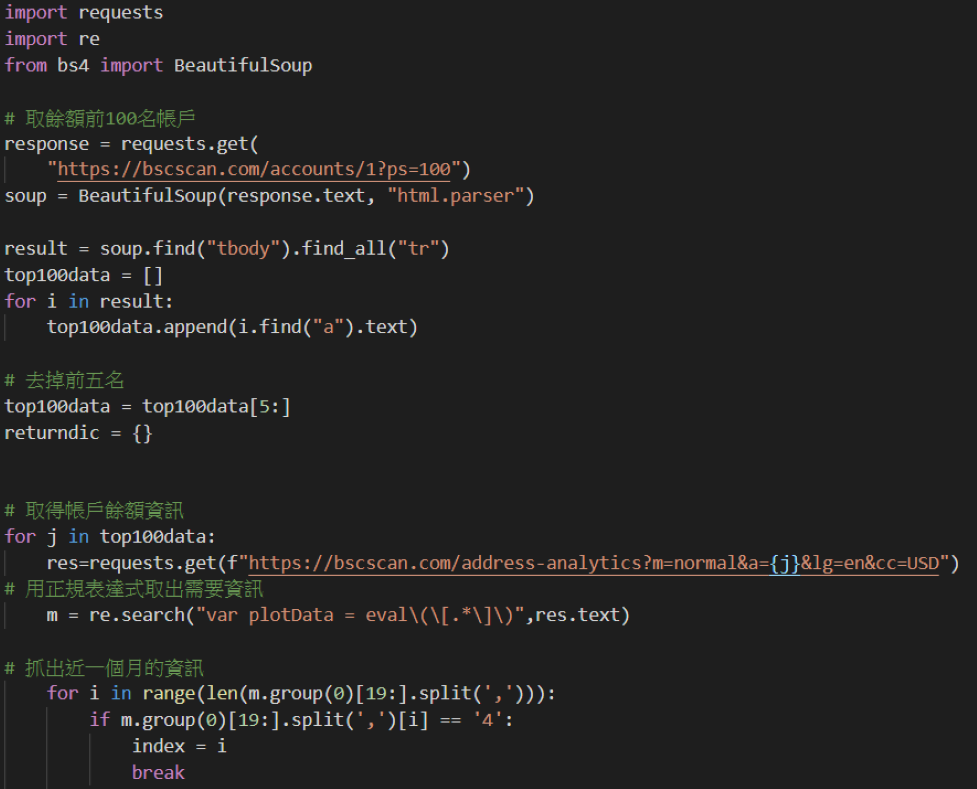 import requests
import re
from bs4 import BeautifulSoup
# 取餘額前100名帳戶
response = requests.get(
    "https://bscscan.com/accounts/1?ps=100")
soup = BeautifulSoup(response.text, "html.parser")
result = soup.find("tbody").find_all("tr")
top100data = []
for i in result:
    top100data.append(i.find("a").text)
# 去掉前五名
top100data = top100data[5:]
returndic = {}
# 取得帳戶餘額資訊
for j in top100data:
    res=requests.get(f"https://bscscan.com/address-analytics?m=normal&a={j}&lg=en&cc=USD")
# 用正規表達式取出需要資訊
    m = re.search("var plotData = eval\(\[.*\]\)",res.text)
# 抓出近一個月的資訊
    for i in range(len(m.group(0)[19:].split(','))):
        if m.group(0)[19:].split(',')[i] == '4':
            index = i
            break